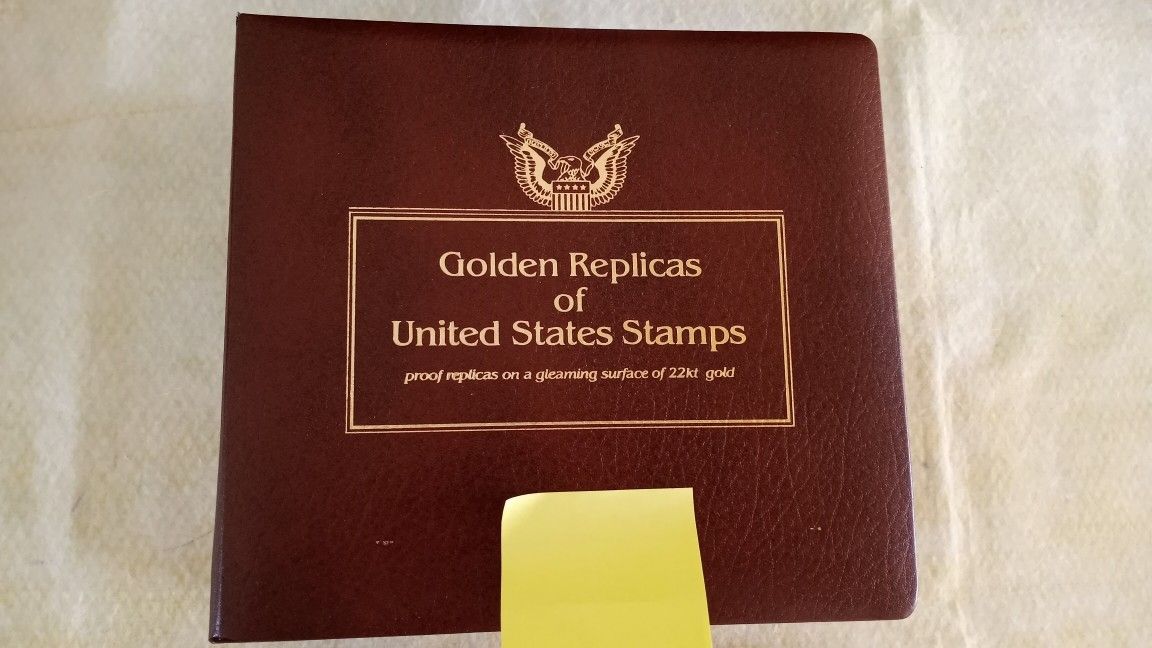 Golden Replicas
of
United States Stamps
proof replicas on a gleaming surface of 22kt gold